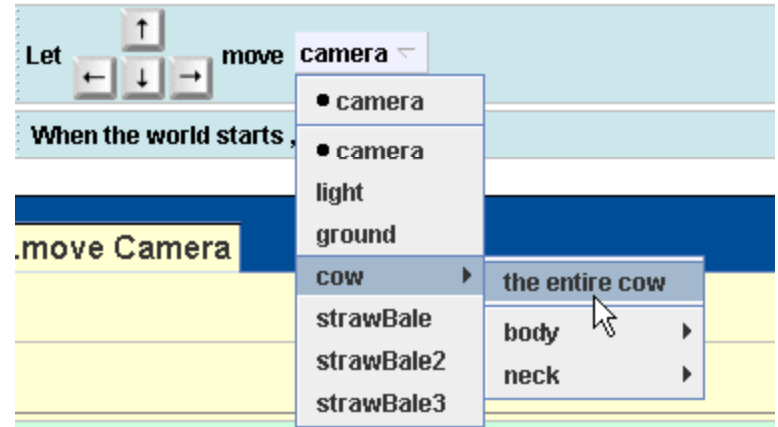 Let move camera
camera
When the world starts ,
camera
light
ground
.move Camera
cow
the entire cow
strawBale
body
strawBale2
neck
strawBale3